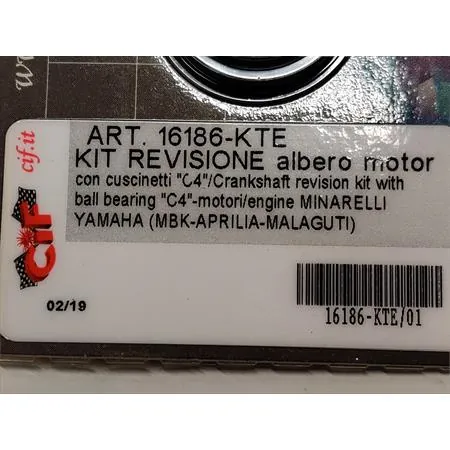 ART. 16186-KTE
KIT REVISIONE albero motor
con cuscinetti "C4"/Crankshaft revision kit with
ball bearing "C4"-motori/engine MINARELLI
YAMAHA (MBK-APRILIA-MALAGUTI)
cif.it
CIF
02/19
16186-KTE/01